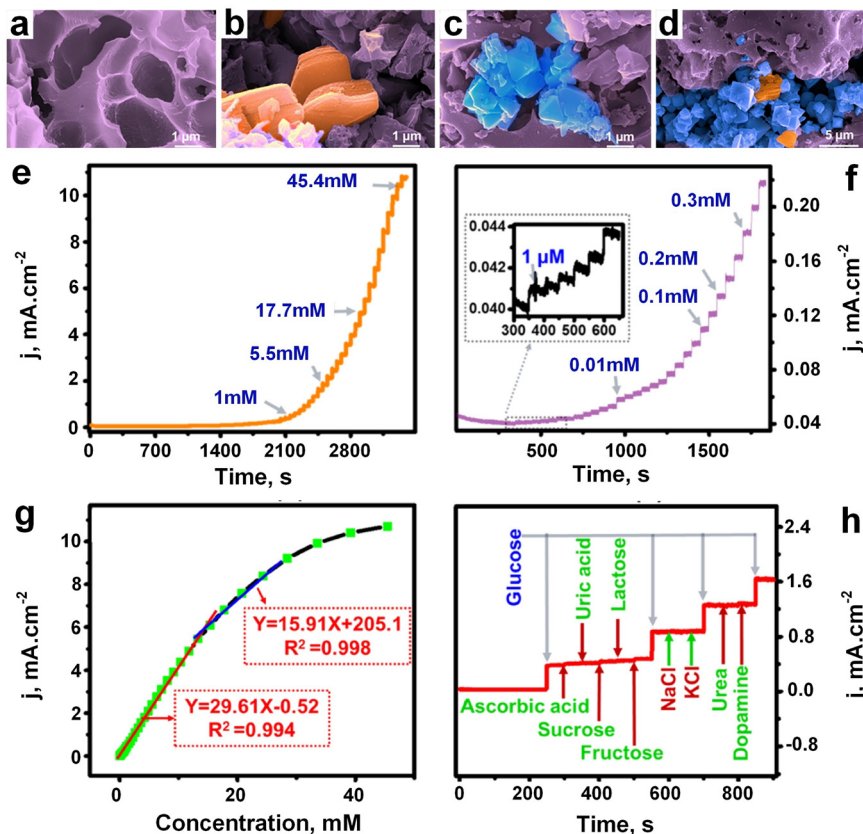 a
b
c
d
1 µm
1 µm
1 µm
5 µm
e
j, mA.cm-2
10
8
6
4
2
0
45.4mM
17.7mM
5.5mM
1mM
0
700
1400
2100
2800
Time, s
f
j, mA.cm-2
0.20
0.16
0.12
0.08
0.04
0.3mM
0.2mM
0.1mM
0.01mM
0.044
0.041
0.040
1 µM
300
400
500
600
500
1000
1500
Time, s
g
j, mA.cm-2
10
8
6
4
2
0
Y=15.91X+205.1
R2=0.998
Y=29.61X-0.52
R2=0.994
0
20
40
Concentration, mM
h
j, mA.cm-2
2.4
1.6
0.8
0.0
-0.8
Glucose
Uric acid
Lactose
Ascorbic acid
Sucrose
Fructose
NaCl
KCl
Urea
Dopamine
0
200
400
600
800
Time, s